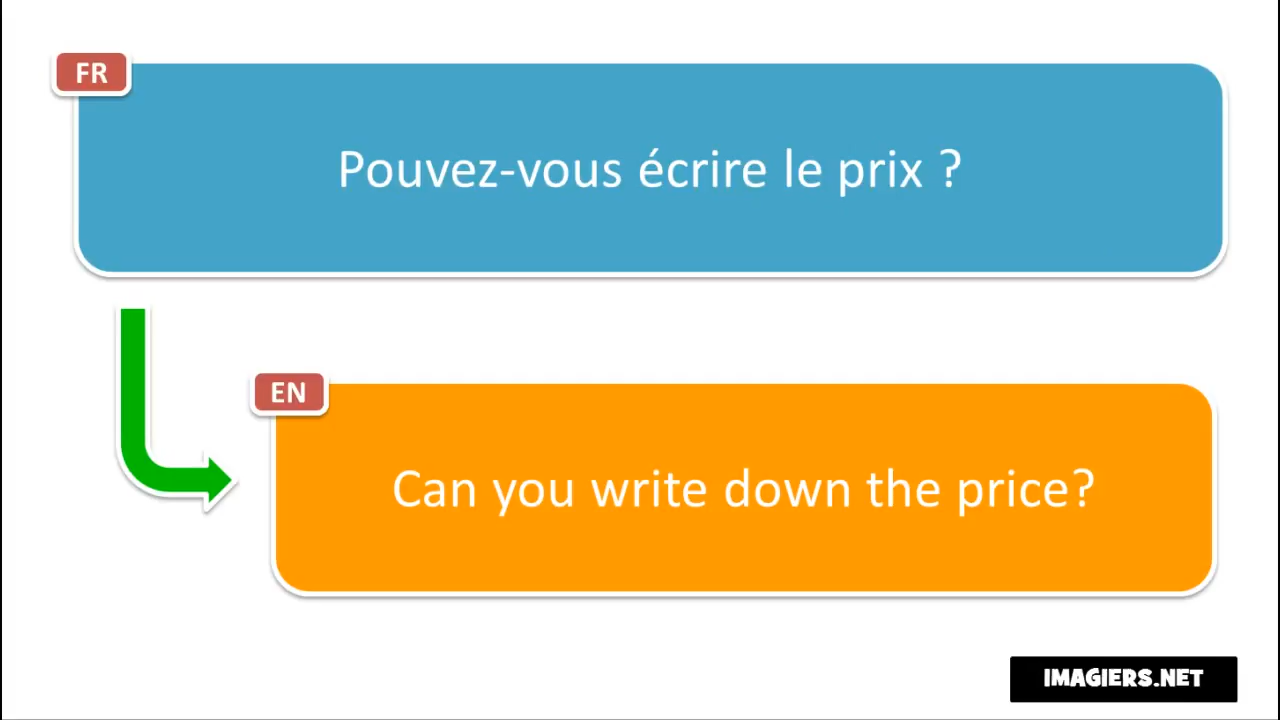 FR
Pouvez-vous écrire le prix ?
EN
Can you write down the price?
IMAGIERS.NET